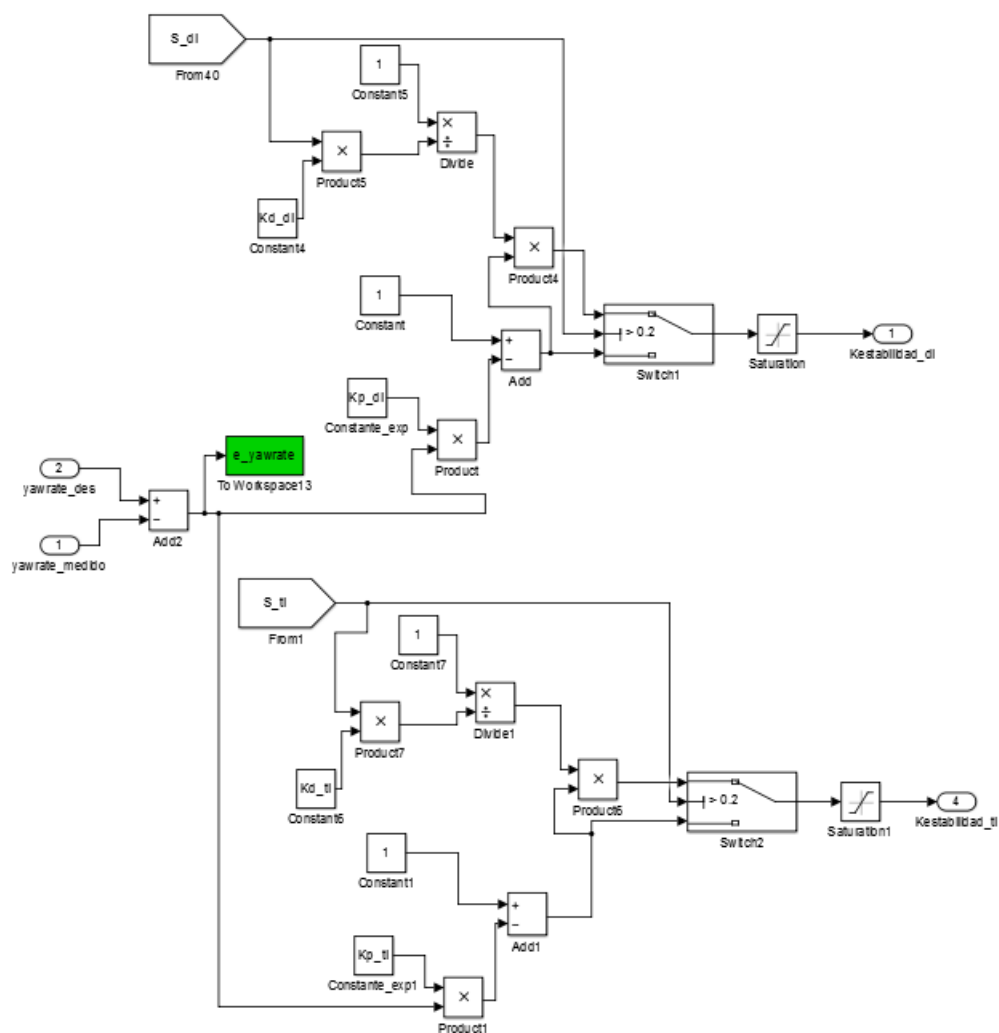 S_dl
From40
1
Constant5
×
÷
Divide
×
Product5
Kd_dl
Constant4
×
Product4
1
Constant
+
−
Add
> 0.2
Switch1
Saturation
1
Kestabilidad_dl
Kp_dl
Constante_exp
×
Product
e_yawrate
To Workspace13
2
yawrate_des
+
−
Add2
1
yawrate_medido
S_tl
From1
1
Constant7
×
÷
Divide1
×
Product7
Kd_tl
Constant6
×
Product6
> 0.2
Switch2
Saturation1
4
Kestabilidad_tl
1
Constant1
+
−
Add1
Kp_tl
Constante_exp1
×
Product1